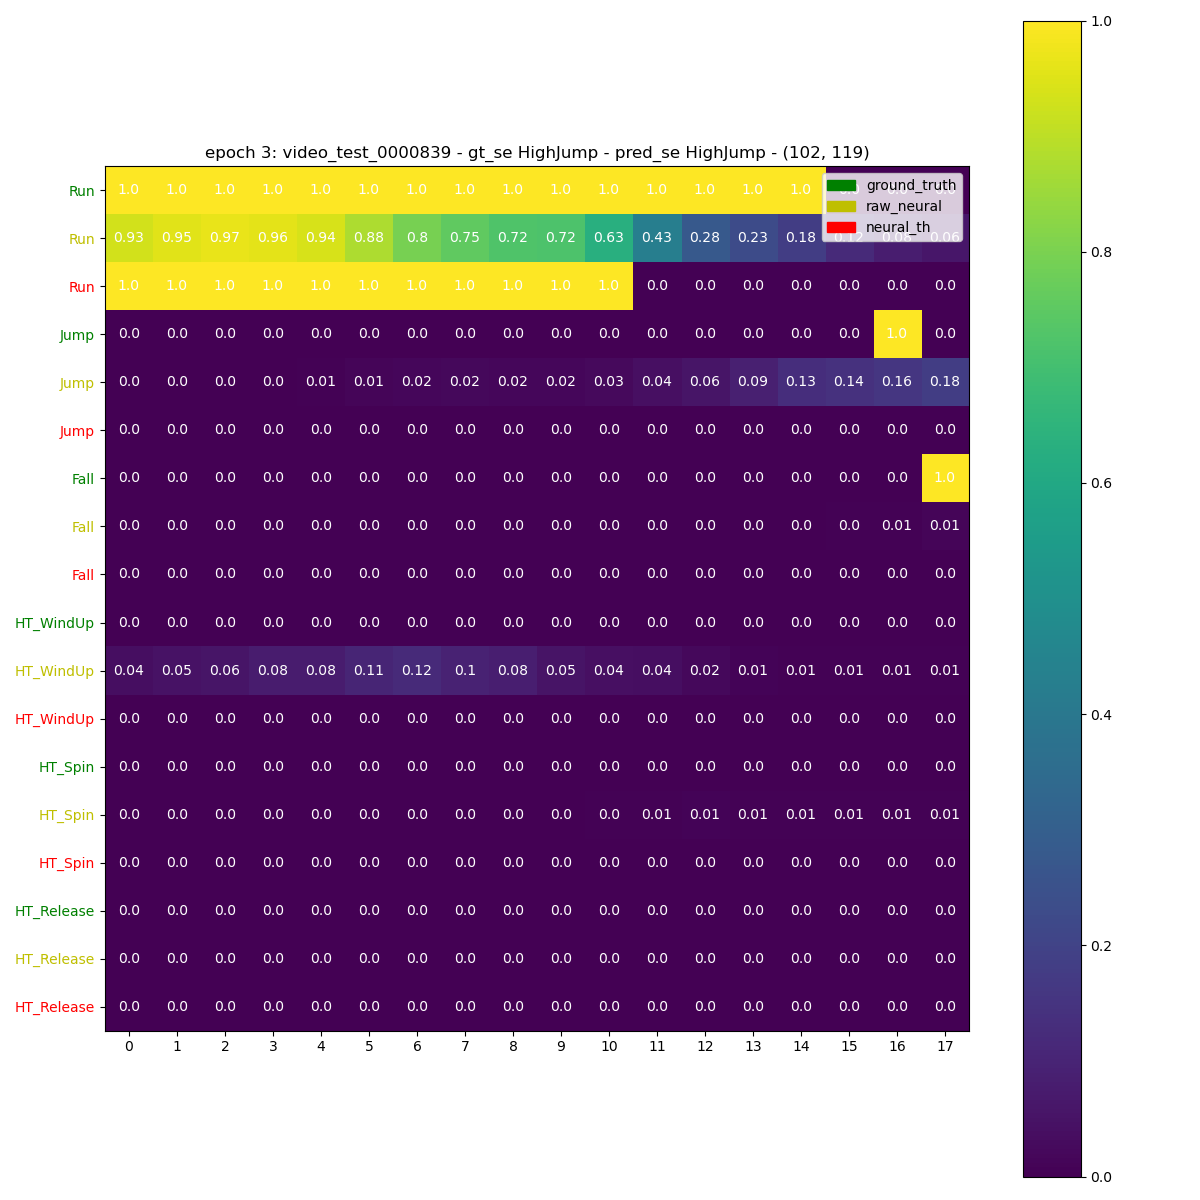 epoch 3: video_test_0000839 - gt_se HighJump - pred_se HighJump - (102, 119)
Run 1.0 1.0 1.0 1.0 1.0 1.0 1.0 1.0 1.0 1.0 1.0 1.0 1.0 1.0 1.0
ground_truth
raw_neural
neural_th
Run 0.93 0.95 0.97 0.96 0.94 0.88 0.8 0.75 0.72 0.72 0.63 0.43 0.28 0.23 0.18 0.12 0.08 0.06
Run 1.0 1.0 1.0 1.0 1.0 1.0 1.0 1.0 1.0 1.0 1.0 0.0 0.0 0.0 0.0 0.0 0.0 0.0
Jump 0.0 0.0 0.0 0.0 0.0 0.0 0.0 0.0 0.0 0.0 0.0 0.0 0.0 0.0 0.0 0.0 1.0 0.0
Jump 0.0 0.0 0.0 0.0 0.01 0.01 0.02 0.02 0.02 0.02 0.03 0.04 0.06 0.09 0.13 0.14 0.16 0.18
Jump 0.0 0.0 0.0 0.0 0.0 0.0 0.0 0.0 0.0 0.0 0.0 0.0 0.0 0.0 0.0 0.0 0.0 0.0
Fall 0.0 0.0 0.0 0.0 0.0 0.0 0.0 0.0 0.0 0.0 0.0 0.0 0.0 0.0 0.0 0.0 0.0 1.0
Fall 0.0 0.0 0.0 0.0 0.0 0.0 0.0 0.0 0.0 0.0 0.0 0.0 0.0 0.0 0.0 0.0 0.01 0.01
Fall 0.0 0.0 0.0 0.0 0.0 0.0 0.0 0.0 0.0 0.0 0.0 0.0 0.0 0.0 0.0 0.0 0.0 0.0
HT_WindUp 0.0 0.0 0.0 0.0 0.0 0.0 0.0 0.0 0.0 0.0 0.0 0.0 0.0 0.0 0.0 0.0 0.0 0.0
HT_WindUp 0.04 0.05 0.06 0.08 0.08 0.11 0.12 0.1 0.08 0.05 0.04 0.04 0.02 0.01 0.01 0.01 0.01 0.01
HT_WindUp 0.0 0.0 0.0 0.0 0.0 0.0 0.0 0.0 0.0 0.0 0.0 0.0 0.0 0.0 0.0 0.0 0.0 0.0
HT_Spin 0.0 0.0 0.0 0.0 0.0 0.0 0.0 0.0 0.0 0.0 0.0 0.0 0.0 0.0 0.0 0.0 0.0 0.0
HT_Spin 0.0 0.0 0.0 0.0 0.0 0.0 0.0 0.0 0.0 0.0 0.0 0.01 0.01 0.01 0.01 0.01 0.01 0.01
HT_Spin 0.0 0.0 0.0 0.0 0.0 0.0 0.0 0.0 0.0 0.0 0.0 0.0 0.0 0.0 0.0 0.0 0.0 0.0
HT_Release 0.0 0.0 0.0 0.0 0.0 0.0 0.0 0.0 0.0 0.0 0.0 0.0 0.0 0.0 0.0 0.0 0.0 0.0
HT_Release 0.0 0.0 0.0 0.0 0.0 0.0 0.0 0.0 0.0 0.0 0.0 0.0 0.0 0.0 0.0 0.0 0.0 0.0
HT_Release 0.0 0.0 0.0 0.0 0.0 0.0 0.0 0.0 0.0 0.0 0.0 0.0 0.0 0.0 0.0 0.0 0.0 0.0
0 1 2 3 4 5 6 7 8 9 10 11 12 13 14 15 16 17
1.0
0.8
0.6
0.4
0.2
0.0